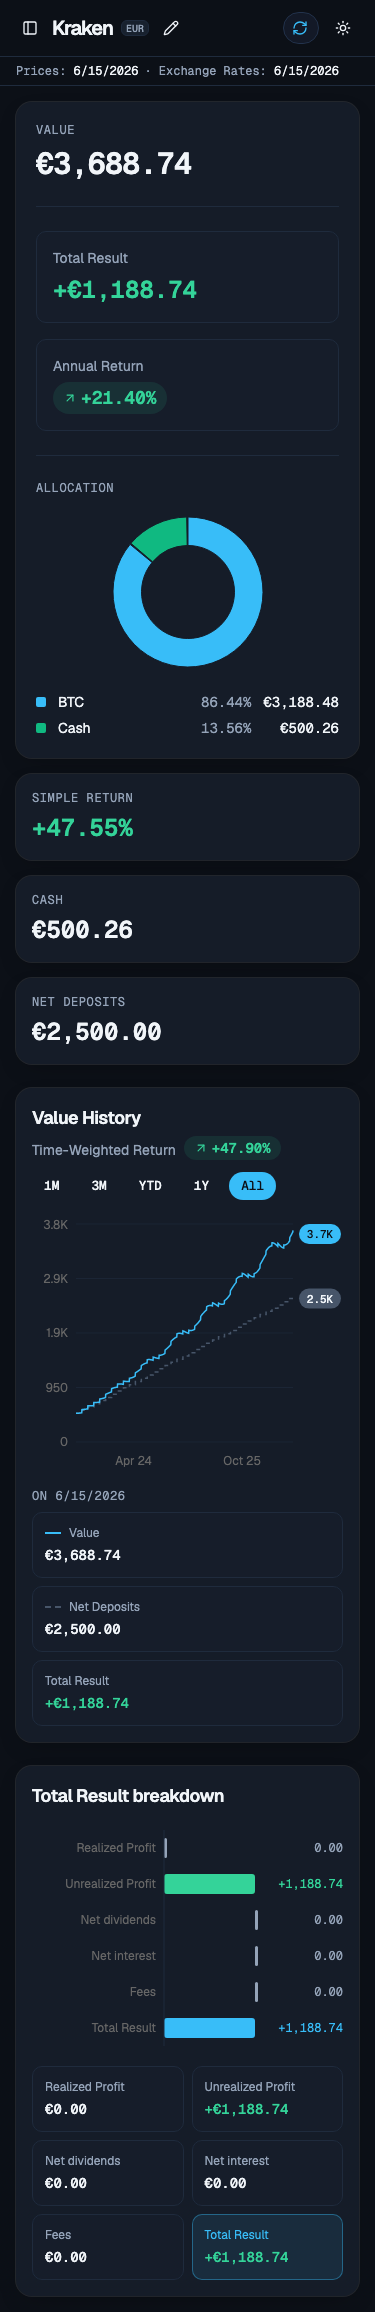 Kraken EUR
Prices: 6/15/2026 · Exchange Rates: 6/15/2026
VALUE
€3,688.74
Total Result
+€1,188.74
Annual Return
+21.40%
ALLOCATION
BTC 86.44% €3,188.48
Cash 13.56% €500.26
SIMPLE RETURN
+47.55%
CASH
€500.26
NET DEPOSITS
€2,500.00
Value History
Time-Weighted Return +47.90%
1M 3M YTD 1Y All
3.8K
3.7K
2.9K
2.5K
1.9K
950
0
Apr 24 Oct 25
ON 6/15/2026
Value
€3,688.74
Net Deposits
€2,500.00
Total Result
+€1,188.74
Total Result breakdown
Realized Profit 0.00
Unrealized Profit +1,188.74
Net dividends 0.00
Net interest 0.00
Fees 0.00
Total Result +1,188.74
Realized Profit
€0.00
Unrealized Profit
+€1,188.74
Net dividends
€0.00
Net interest
€0.00
Fees
€0.00
Total Result
+€1,188.74